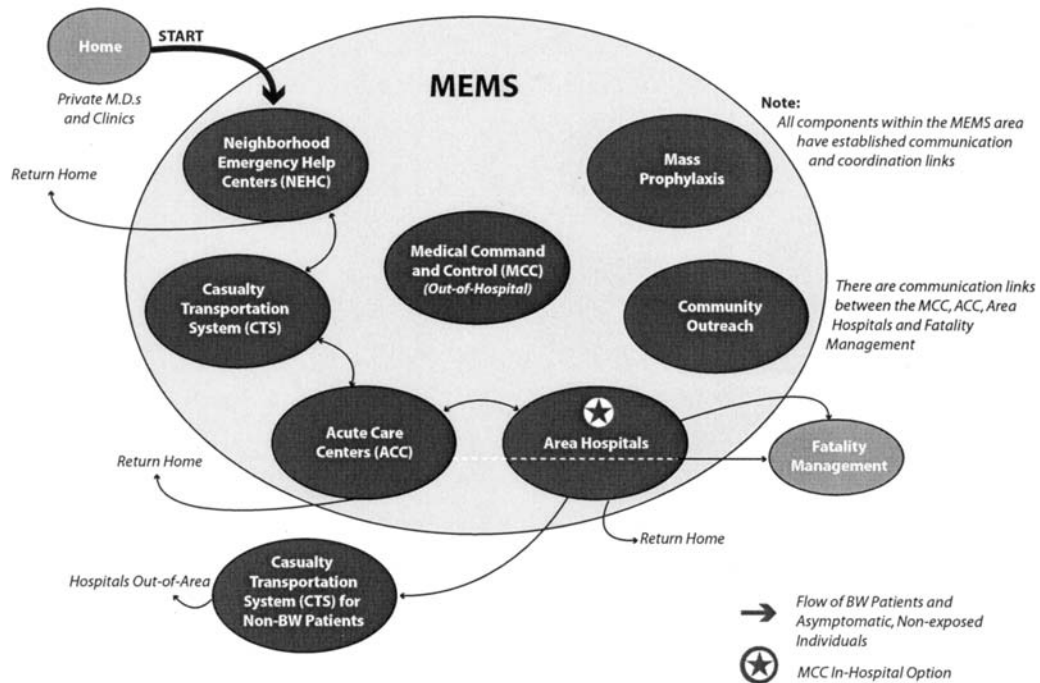 Home
START
Private M.D.s
and Clinics
MEMS
Note:
All components within the MEMS area
have established communication
and coordination links
Neighborhood
Emergency Help
Centers (NEHC)
Mass
Prophylaxis
Return Home
Medical Command
and Control (MCC)
(Out-of-Hospital)
Casualty
Transportation
System (CTS)
Community
Outreach
There are communication links
between the MCC, ACC, Area
Hospitals and Fatality
Management
Acute Care
Centers (ACC)
Area Hospitals
Fatality
Management
Return Home
Return Home
Casualty
Transportation
System (CTS) for
Non-BW Patients
Hospitals Out-of-Area
Flow of BW Patients and
Asymptomatic, Non-exposed
Individuals
MCC In-Hospital Option